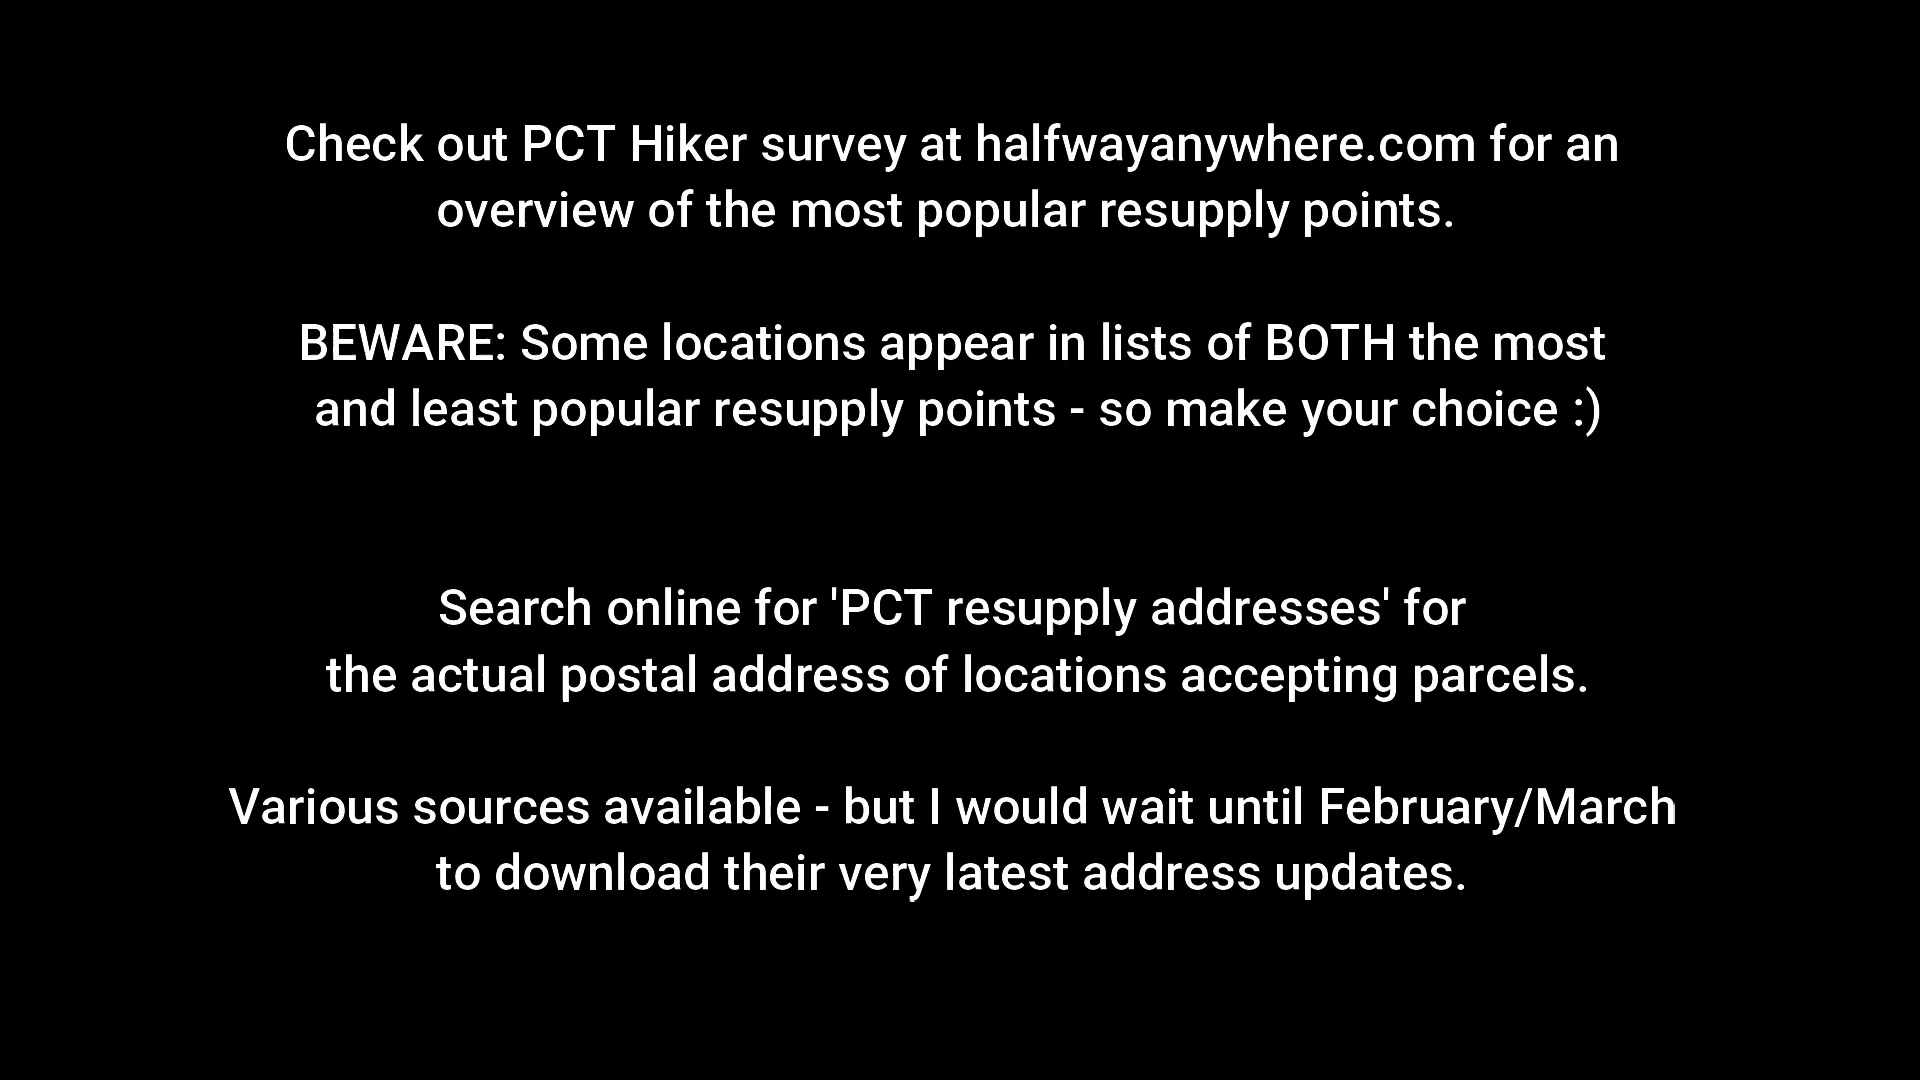 Check out PCT Hiker survey at halfwayanywhere.com for an
overview of the most popular resupply points.
BEWARE: Some locations appear in lists of BOTH the most
and least popular resupply points - so make your choice :)
Search online for 'PCT resupply addresses' for
the actual postal address of locations accepting parcels.
Various sources available - but I would wait until February/March
to download their very latest address updates.